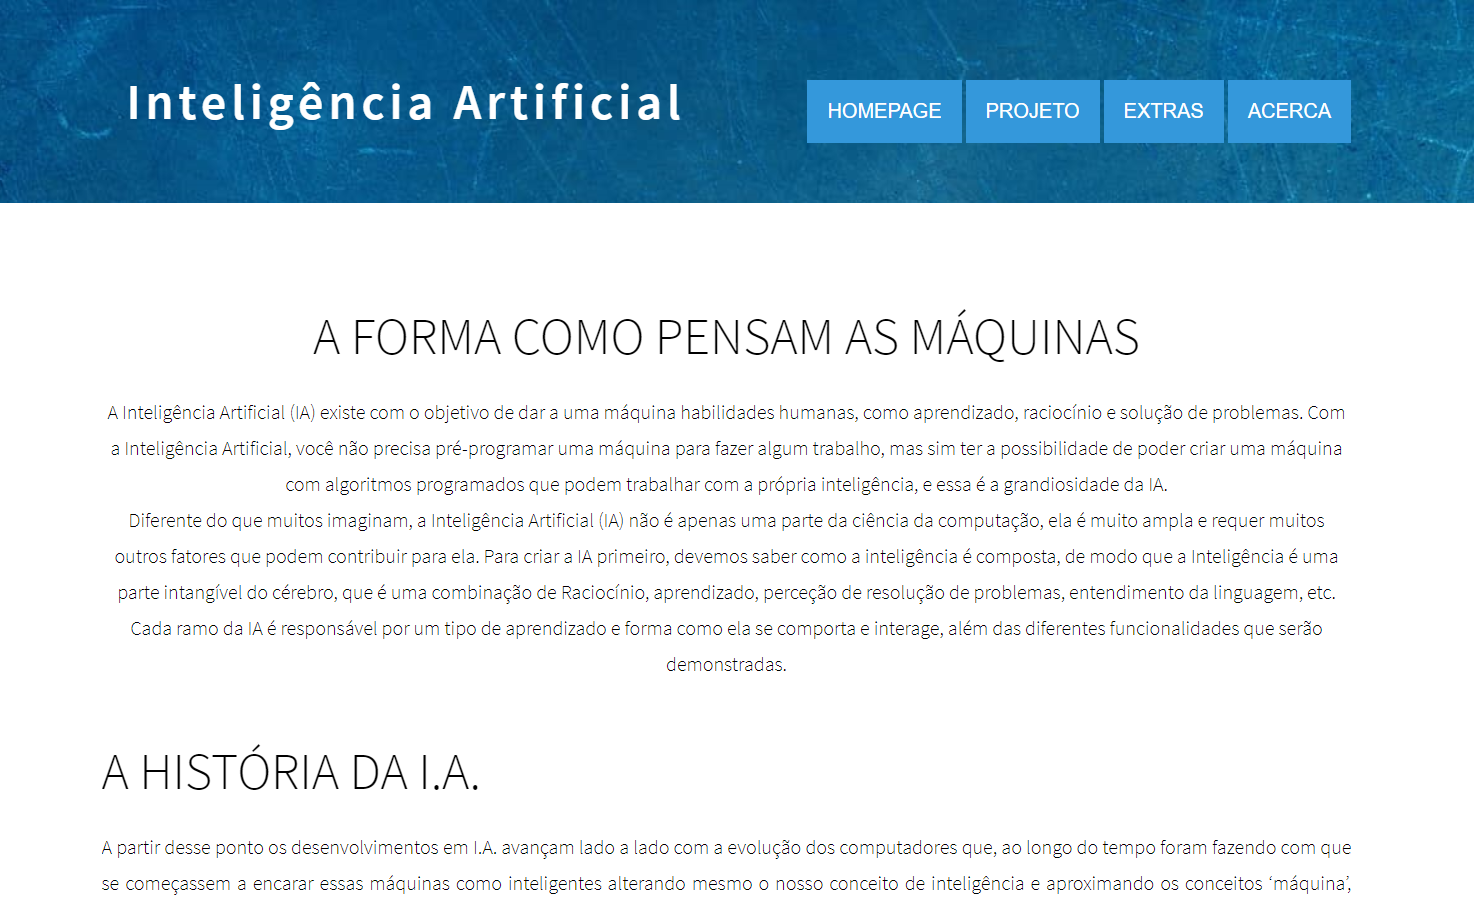 Inteligência Artificial
HOMEPAGE PROJETO EXTRAS ACERCA
A FORMA COMO PENSAM AS MÁQUINAS
A Inteligência Artificial (IA) existe com o objetivo de dar a uma máquina habilidades humanas, como aprendizado, raciocínio e solução de problemas. Com
a Inteligência Artificial, você não precisa pré-programar uma máquina para fazer algum trabalho, mas sim ter a possibilidade de poder criar uma máquina
com algoritmos programados que podem trabalhar com a própria inteligência, e essa é a grandiosidade da IA.
Diferente do que muitos imaginam, a Inteligência Artificial (IA) não é apenas uma parte da ciência da computação, ela é muito ampla e requer muitos
outros fatores que podem contribuir para ela. Para criar a IA primeiro, devemos saber como a inteligência é composta, de modo que a Inteligência é uma
parte intangível do cérebro, que é uma combinação de Raciocínio, aprendizado, perceção de resolução de problemas, entendimento da linguagem, etc.
Cada ramo da IA é responsável por um tipo de aprendizado e forma como ela se comporta e interage, além das diferentes funcionalidades que serão
demonstradas.
A HISTÓRIA DA I.A.
A partir desse ponto os desenvolvimentos em I.A. avançam lado a lado com a evolução dos computadores que, ao longo do tempo foram fazendo com que
se começassem a encarar essas máquinas como inteligentes alterando mesmo o nosso conceito de inteligência e aproximando os conceitos ‘máquina’,